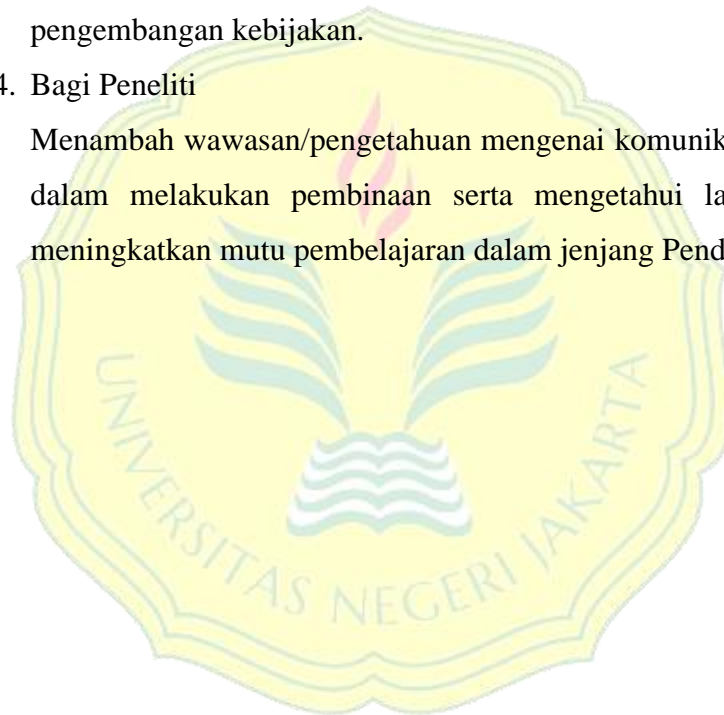 pengembangan kebijakan.
4. Bagi Peneliti
Menambah wawasan/pengetahuan mengenai komunik
dalam melakukan pembinaan serta mengetahui la
meningkatkan mutu pembelajaran dalam jenjang Pend
UNIVERSITAS NEGERI JAKARTA